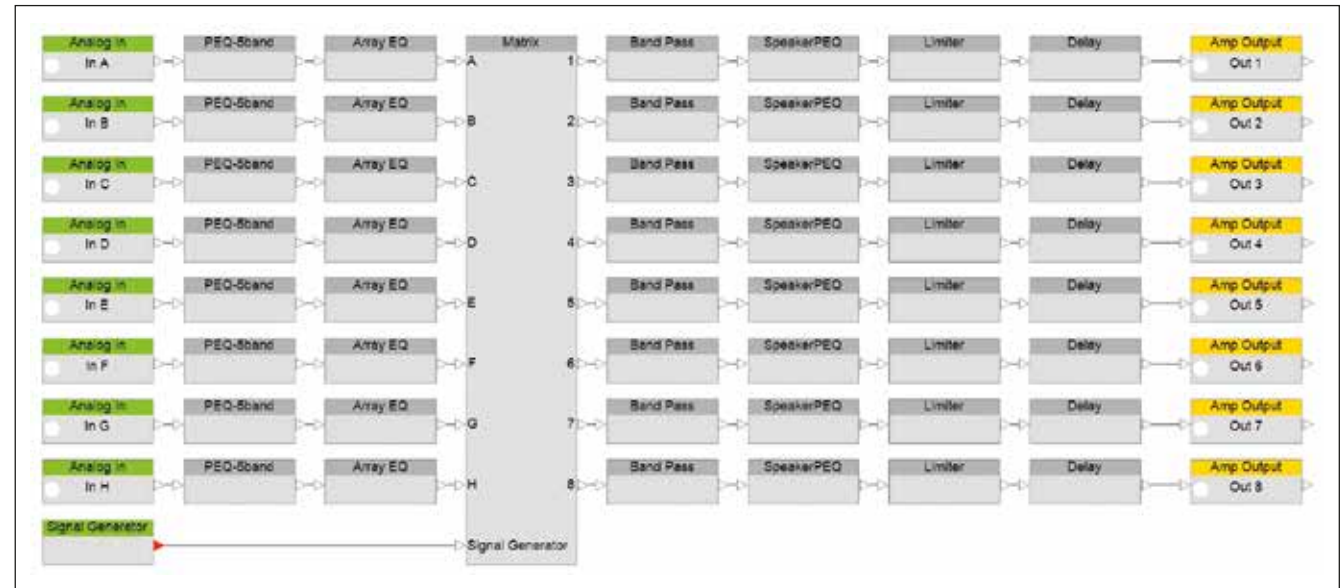 Analog In PEQ-5band Array EQ Matrix Band Pass SpeakerPEQ Limiter Delay Amp Output
In A A 1 Out 1
Analog In PEQ-5band Array EQ Band Pass SpeakerPEQ Limiter Delay Amp Output
In B B 2 Out 2
Analog In PEQ-5band Array EQ Band Pass SpeakerPEQ Limiter Delay Amp Output
In C C 3 Out 3
Analog In PEQ-5band Array EQ Band Pass SpeakerPEQ Limiter Delay Amp Output
In D D 4 Out 4
Analog In PEQ-5band Array EQ Band Pass SpeakerPEQ Limiter Delay Amp Output
In E E 5 Out 5
Analog In PEQ-5band Array EQ Band Pass SpeakerPEQ Limiter Delay Amp Output
In F F 6 Out 6
Analog In PEQ-5band Array EQ Band Pass SpeakerPEQ Limiter Delay Amp Output
In G G 7 Out 7
Analog In PEQ-5band Array EQ Band Pass SpeakerPEQ Limiter Delay Amp Output
In H H 8 Out 8
Signal Generator
Signal Generator